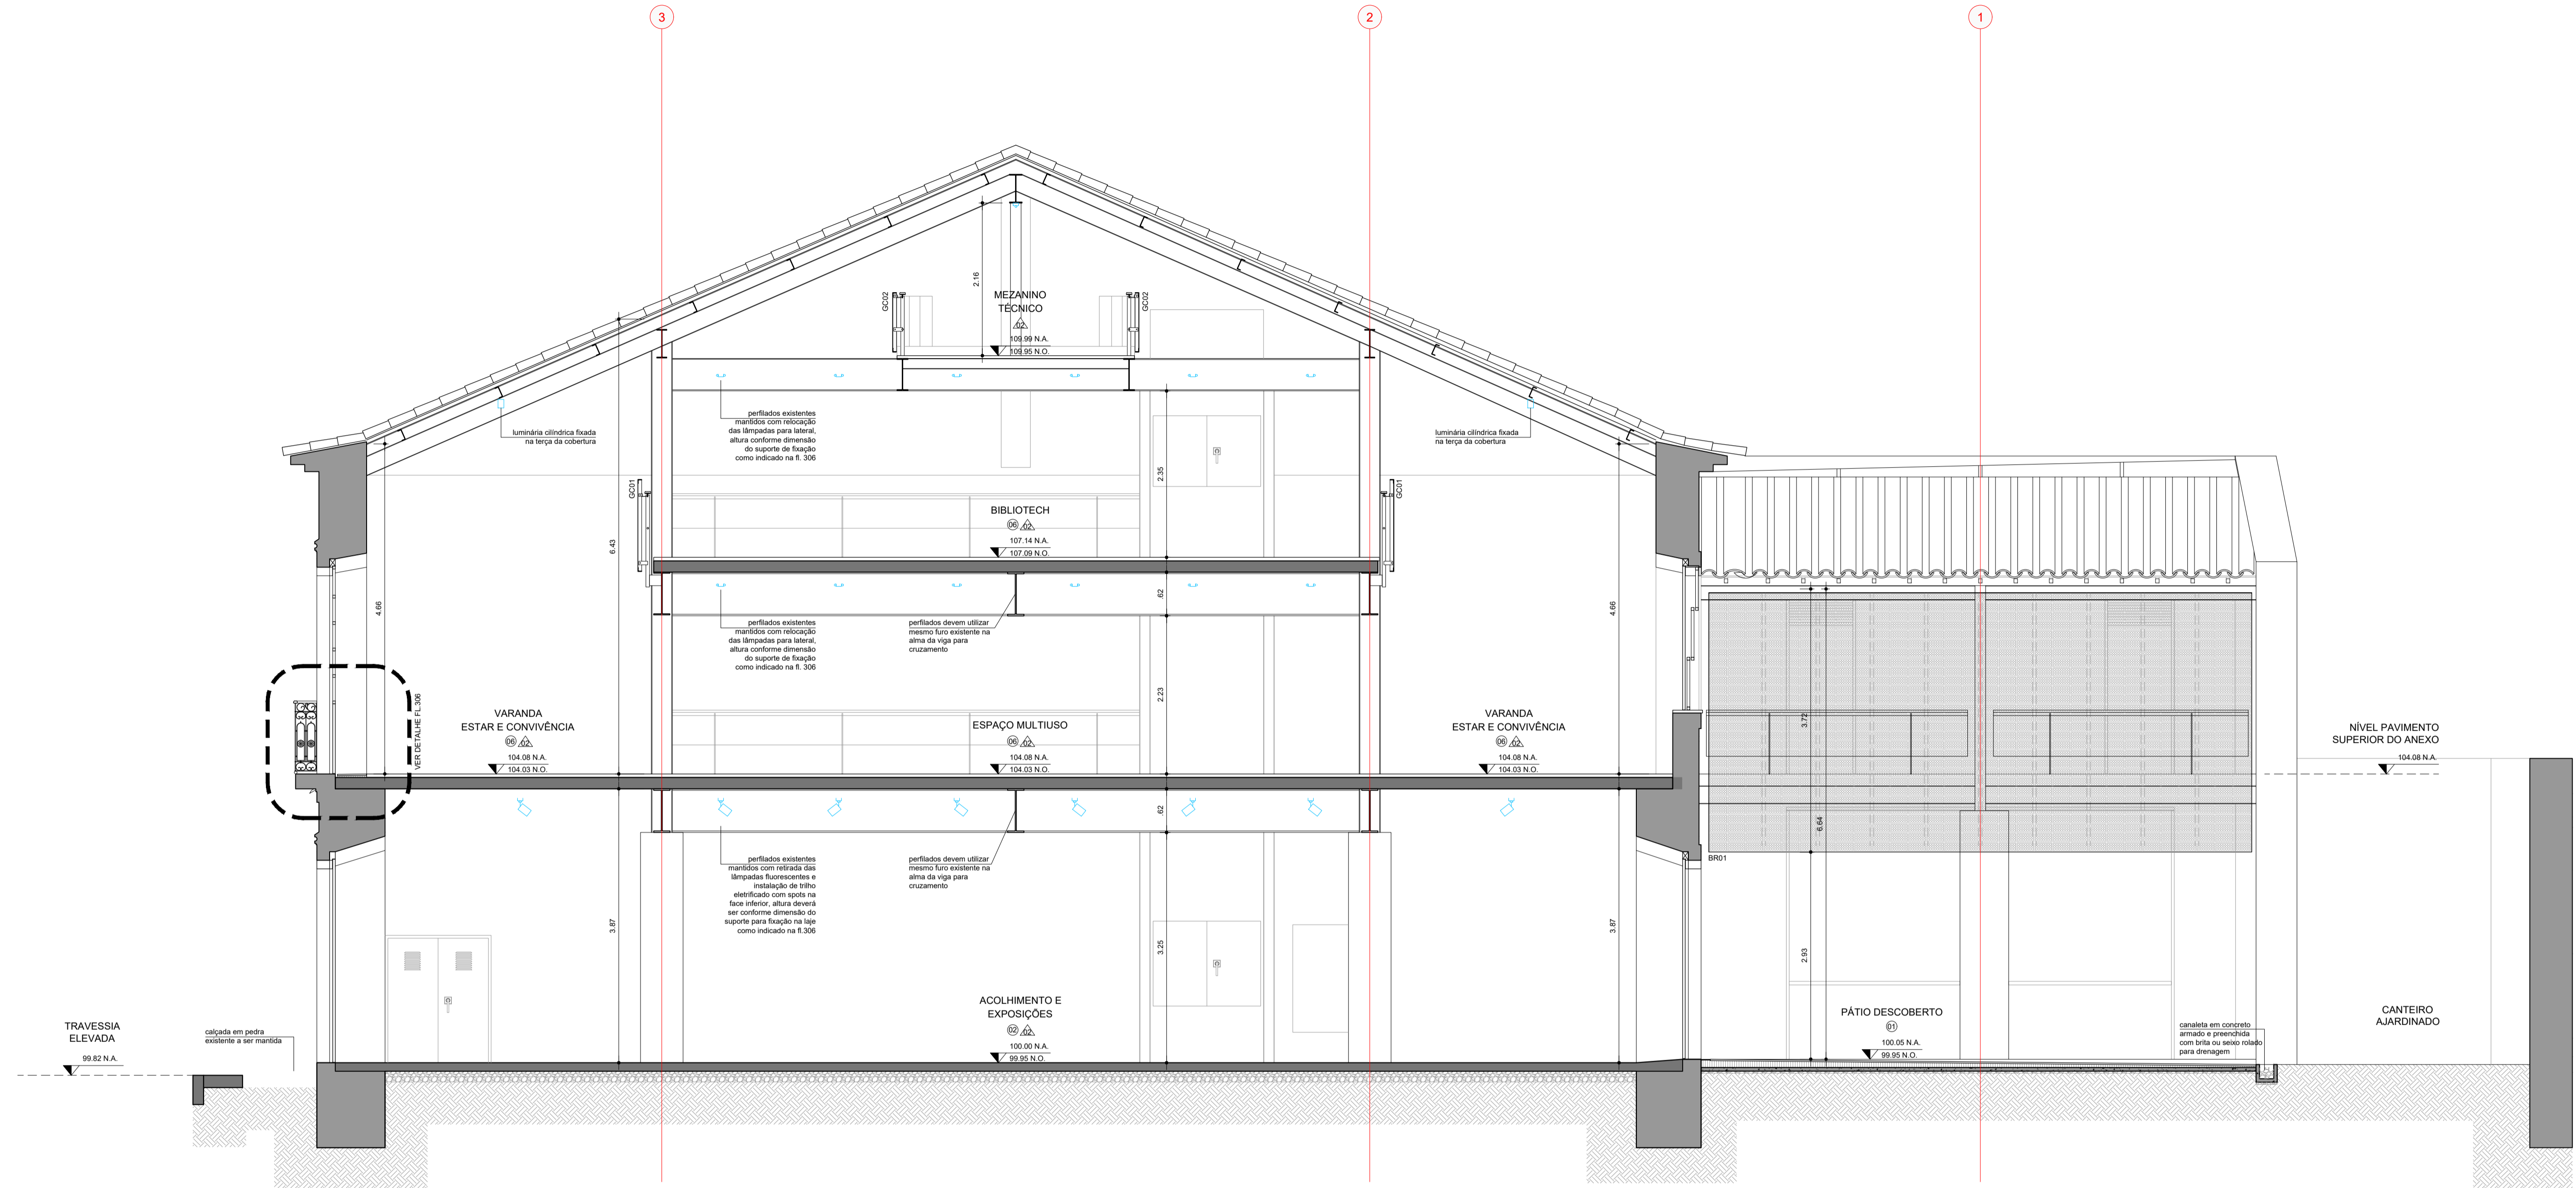 3
2
1
2.16
GC02
MEZANINO
TÉCNICO
02
109.99 N.A.
109.95 N.O.
GC02
perfilados existentes
mantidos com relocação
das lâmpadas para lateral,
altura conforme dimensão
do suporte de fixação
como indicado na fl. 306
luminária cilíndrica fixada
na terça da cobertura
luminária cilíndrica fixada
na terça da cobertura
2.35
GC01
GC01
BIBLIOTECH
06 02
107.14 N.A.
107.09 N.O.
6.43
4.66
4.66
.62
perfilados existentes
mantidos com relocação
das lâmpadas para lateral,
altura conforme dimensão
do suporte de fixação
como indicado na fl. 306
perfilados devem utilizar
mesmo furo existente na
alma da viga para
cruzamento
2.23
VER DETALHE FL.306
VARANDA
ESTAR E CONVIVÊNCIA
06 02
104.08 N.A.
104.03 N.O.
ESPAÇO MULTIUSO
06 02
104.08 N.A.
104.03 N.O.
VARANDA
ESTAR E CONVIVÊNCIA
06 02
104.08 N.A.
104.03 N.O.
3.72
NÍVEL PAVIMENTO
SUPERIOR DO ANEXO
104.08 N.A.
.62
6.64
BR01
perfilados existentes
mantidos com retirada das
lâmpadas fluorescentes e
instalação de trilho
eletrificado com spots na
face inferior, altura deverá
ser conforme dimensão do
suporte para fixação na laje
como indicado na fl.306
perfilados devem utilizar
mesmo furo existente na
alma da viga para
cruzamento
3.87
3.25
3.87
2.93
ACOLHIMENTO E
EXPOSIÇÕES
02 02
100.00 N.A.
99.95 N.O.
PÁTIO DESCOBERTO
01
100.05 N.A.
99.95 N.O.
canaleta em concreto
armado e preenchida
com brita ou seixo rolado
para drenagem
CANTEIRO
AJARDINADO
TRAVESSIA
ELEVADA
99.82 N.A.
calçada em pedra
existente a ser mantida